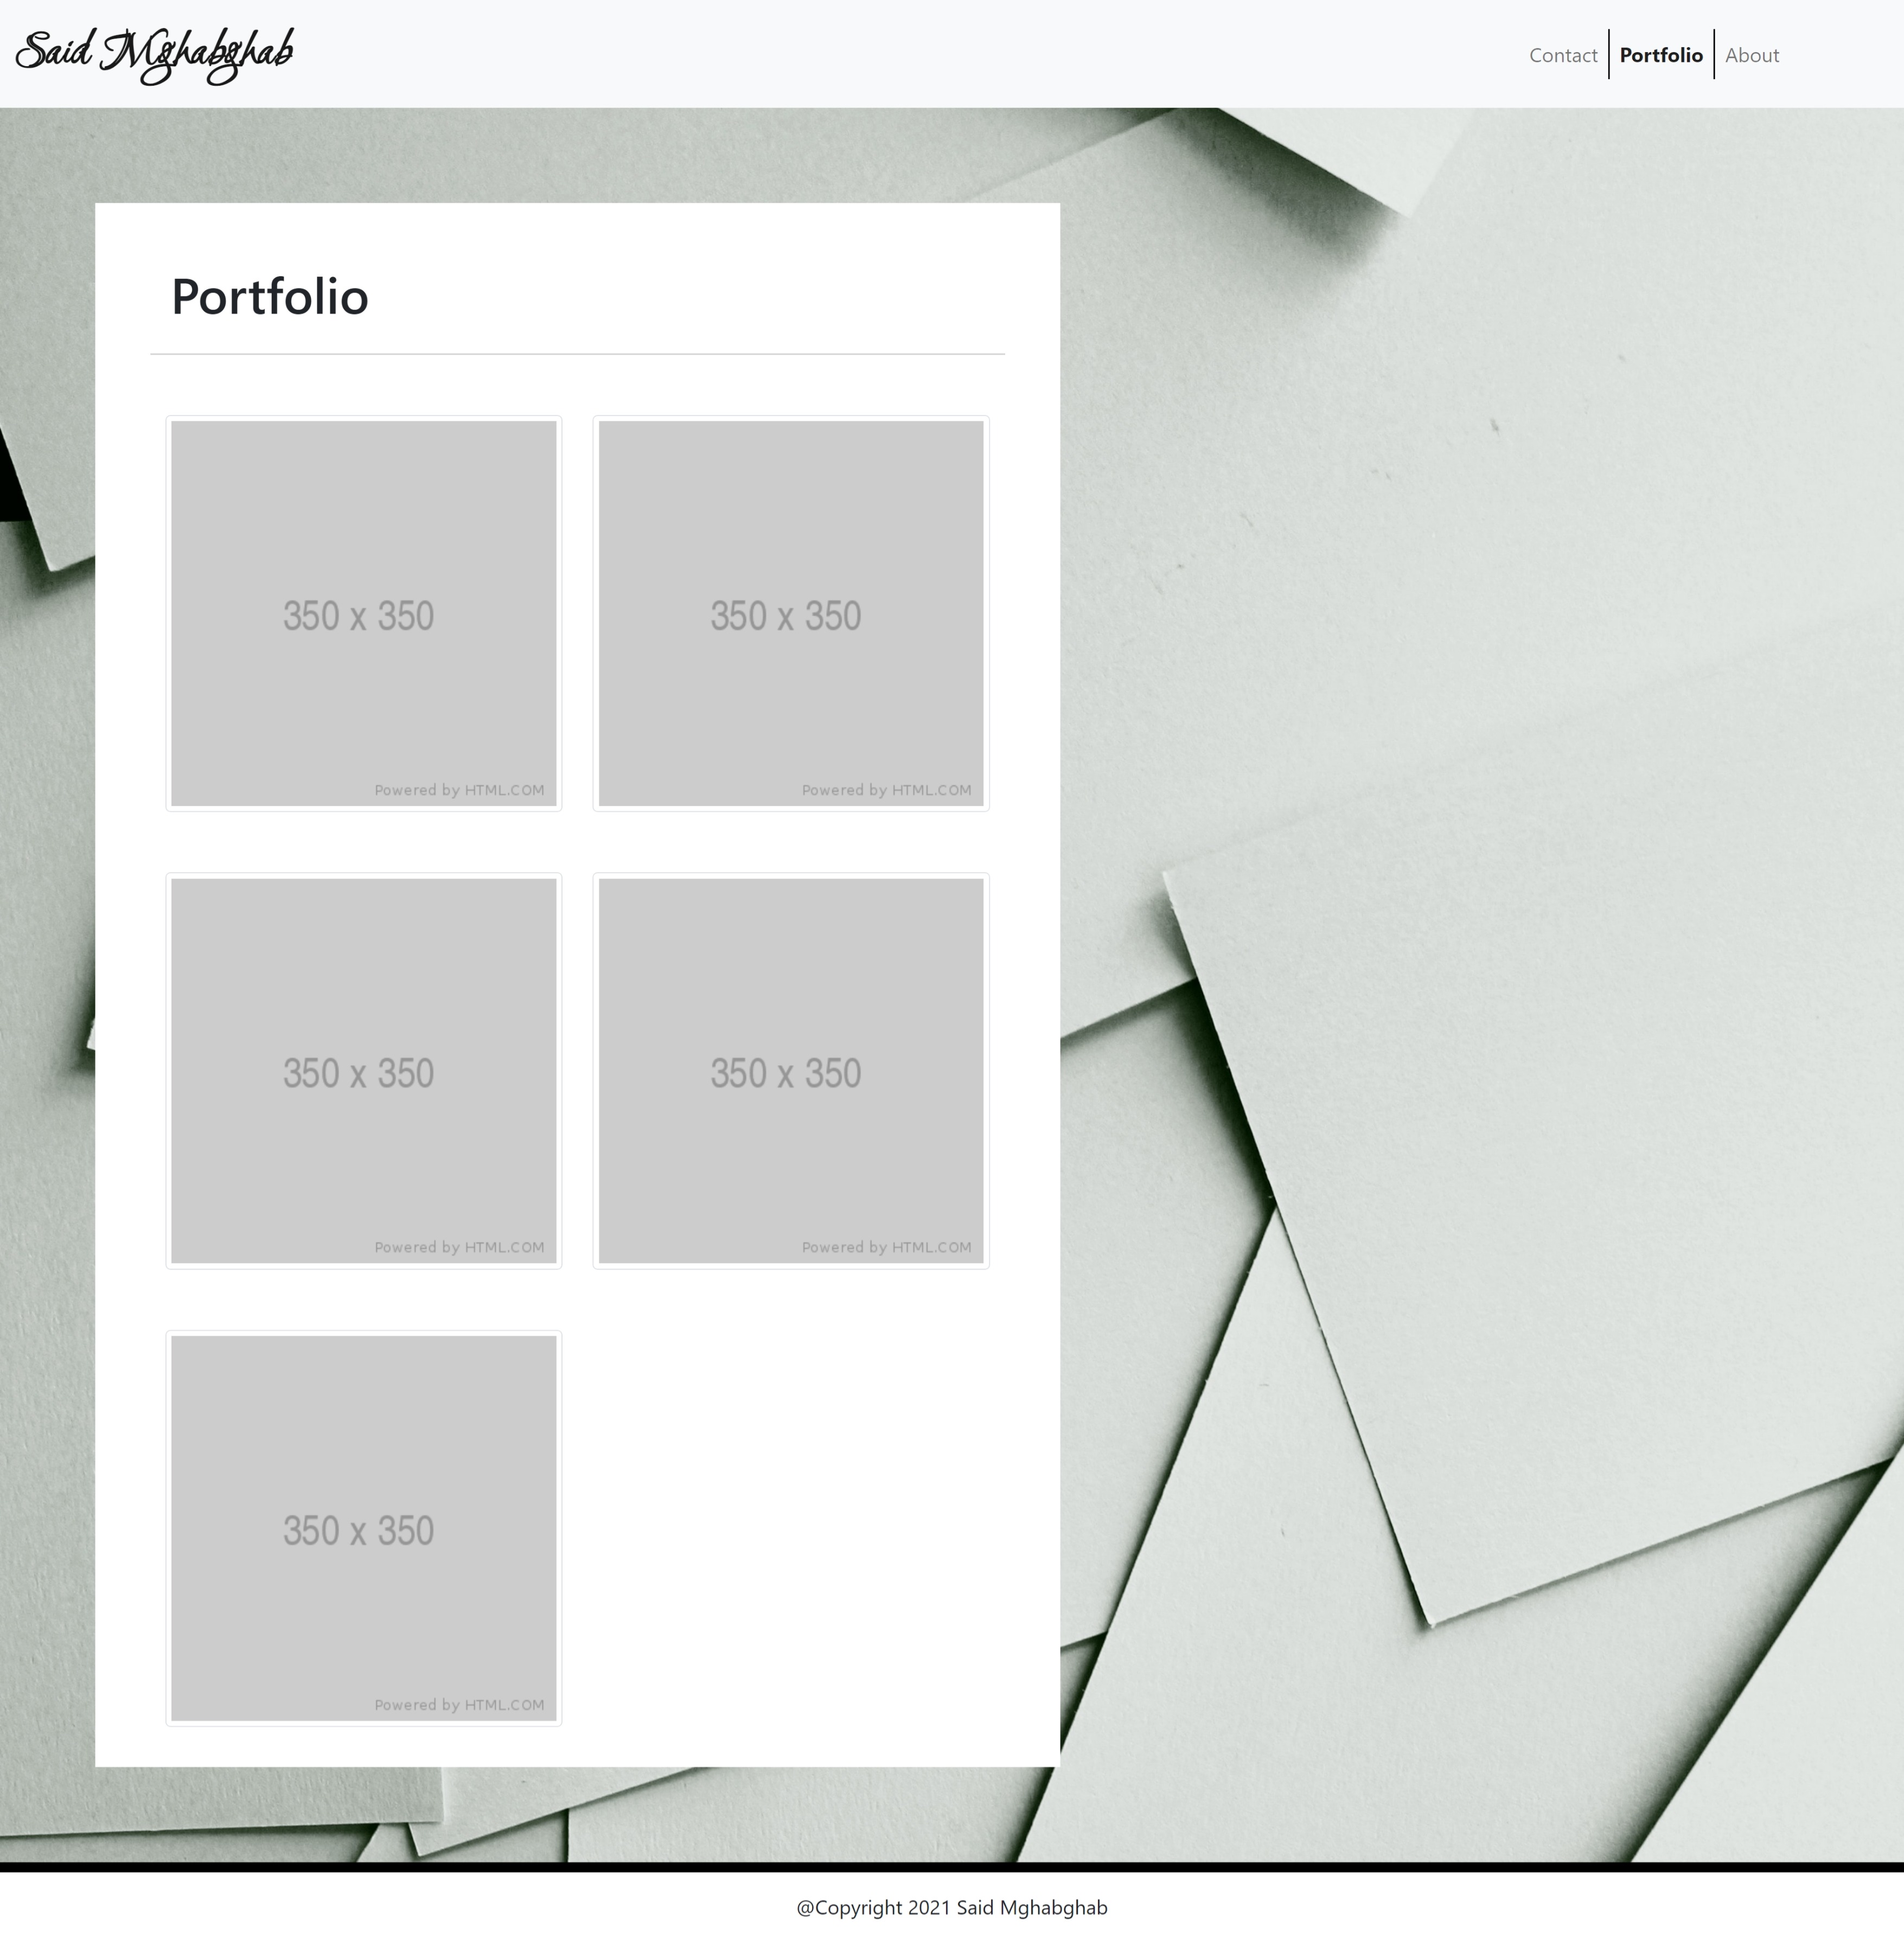 Said Mghabghab
Contact Portfolio About
Portfolio
350 x 350
Powered by HTML.COM
350 x 350
Powered by HTML.COM
350 x 350
Powered by HTML.COM
350 x 350
Powered by HTML.COM
350 x 350
Powered by HTML.COM
@Copyright 2021 Said Mghabghab